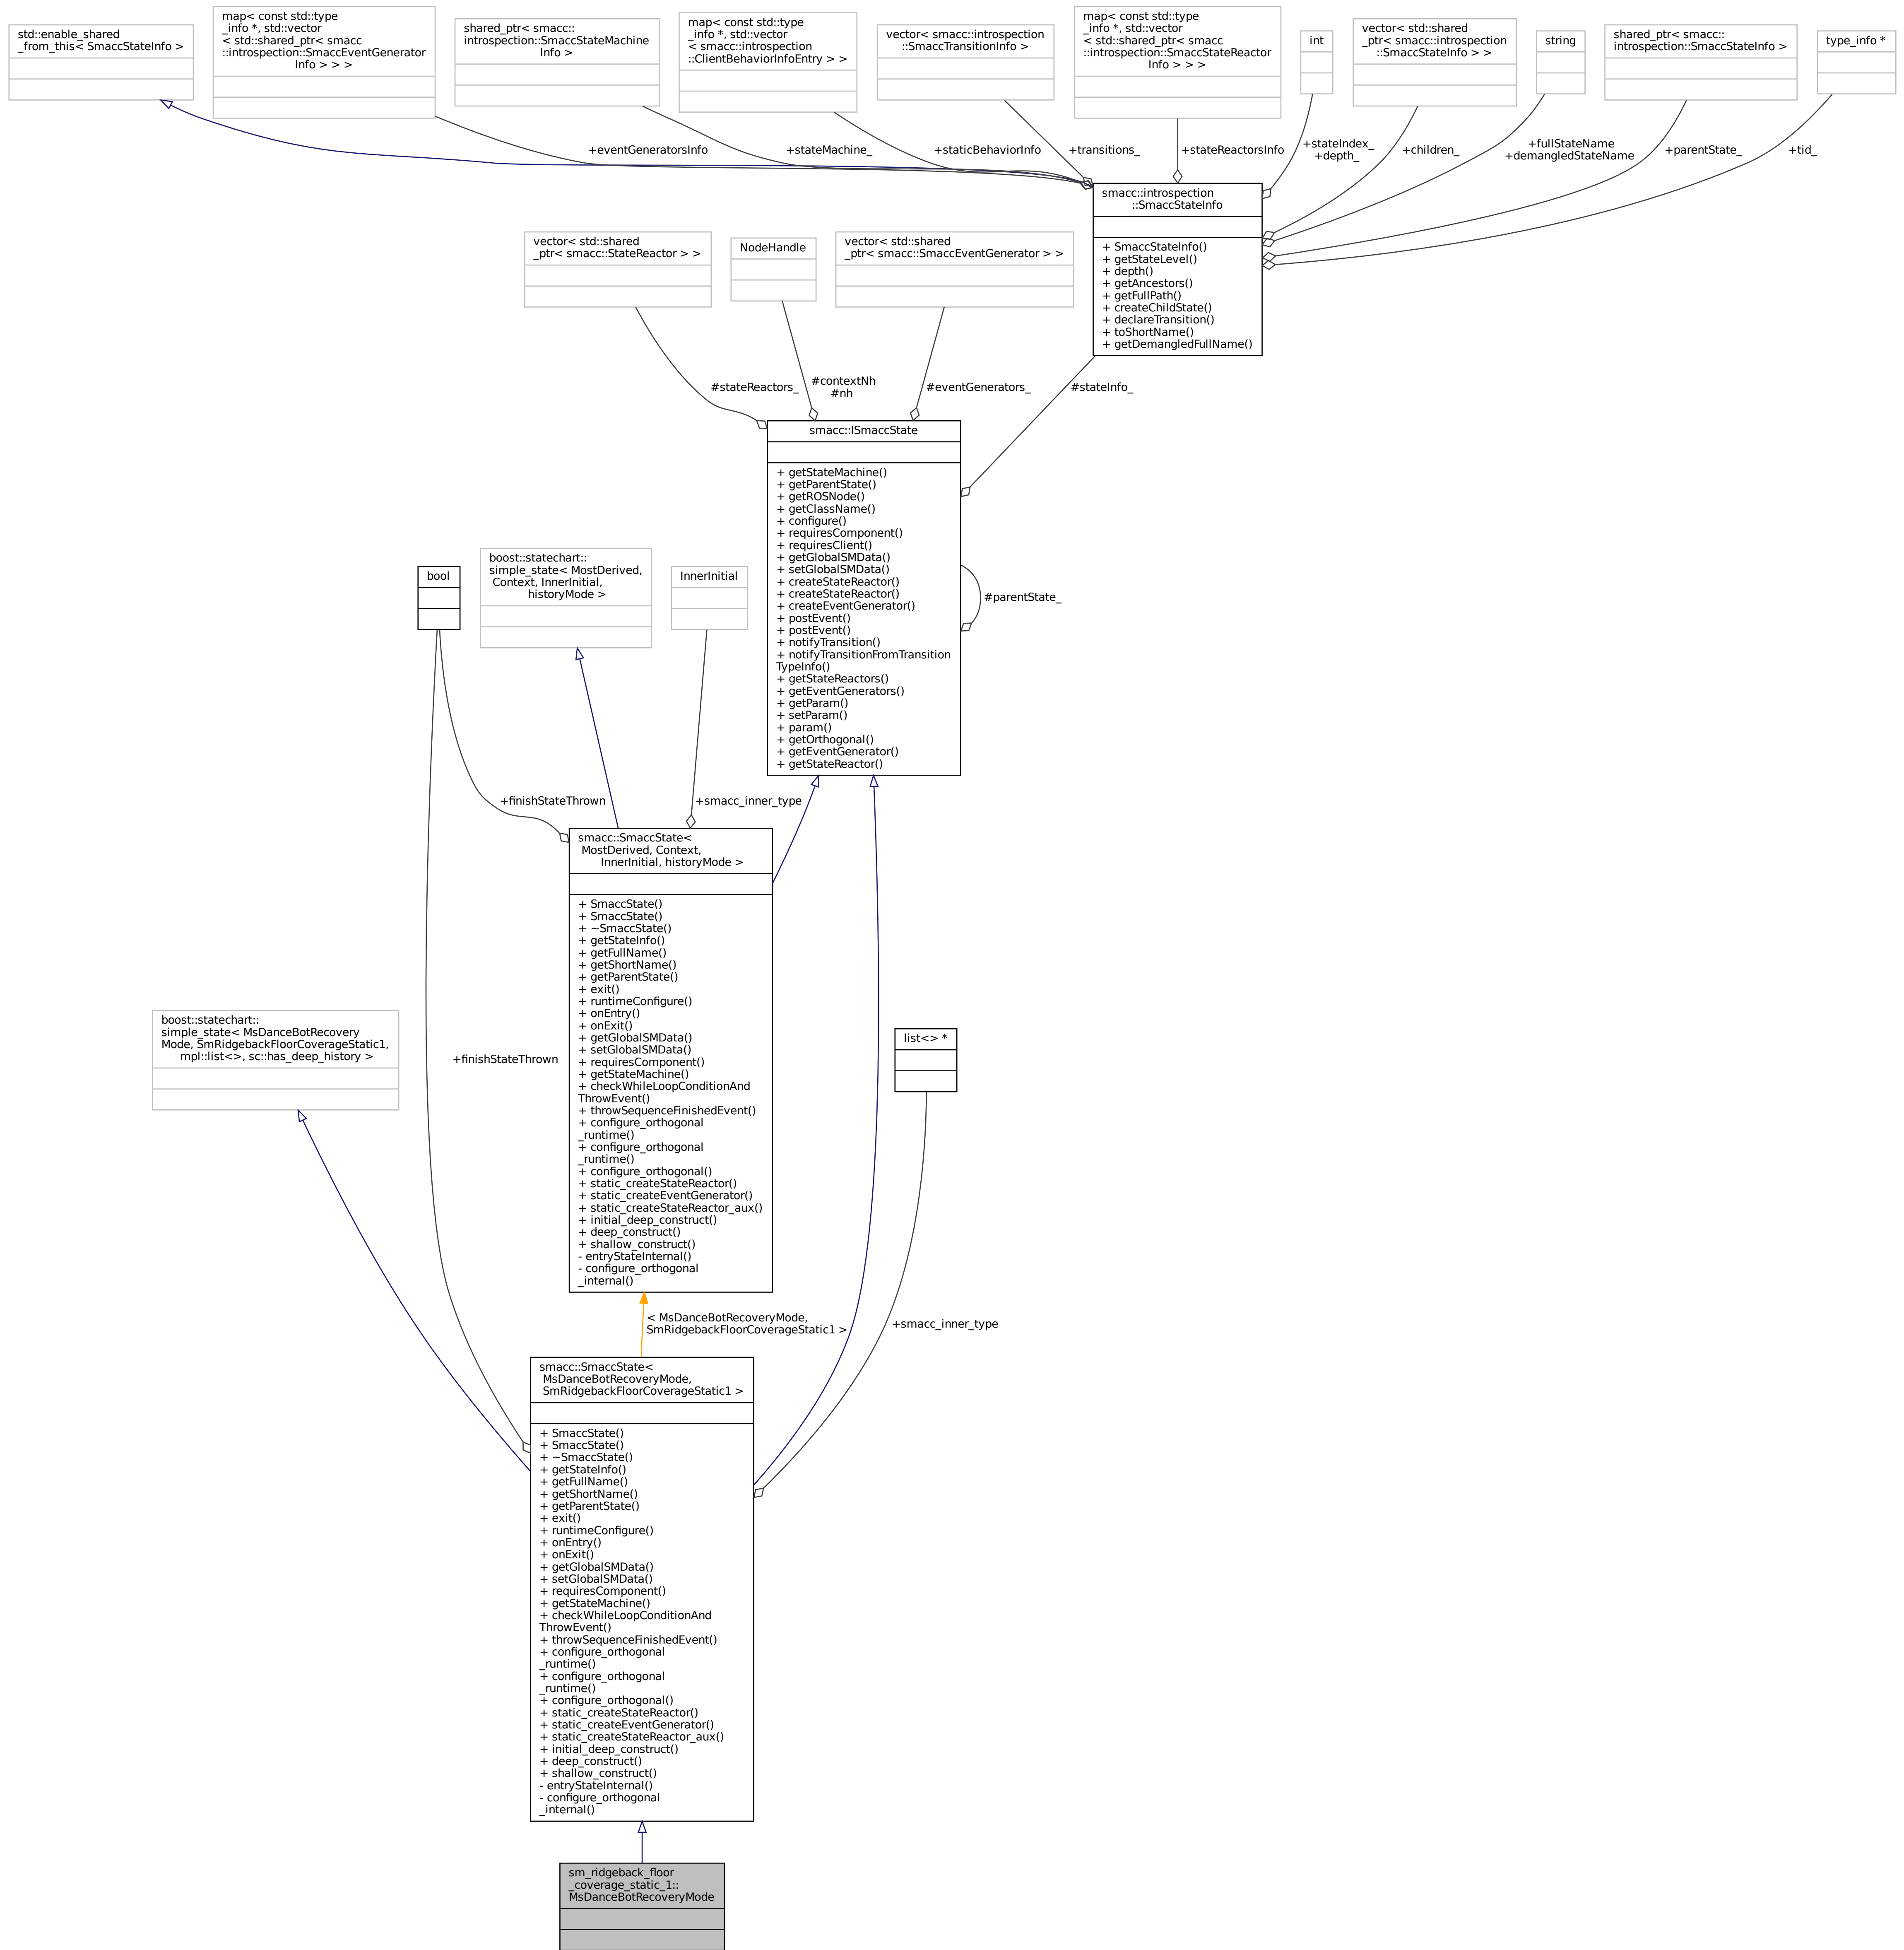 std::enable_shared
_from_this< SmaccStateInfo >
map< const std::type
_info *, std::vector
< std::shared_ptr< smacc
::introspection::SmaccEventGenerator
Info > > >
shared_ptr< smacc::
introspection::SmaccStateMachine
Info >
map< const std::type
_info *, std::vector
< smacc::introspection
::ClientBehaviorInfoEntry > >
vector< smacc::introspection
::SmaccTransitionInfo >
map< const std::type
_info *, std::vector
< std::shared_ptr< smacc
::introspection::SmaccStateReactor
Info > > >
int
vector< std::shared
_ptr< smacc::introspection
::SmaccStateInfo > >
string
shared_ptr< smacc::
introspection::SmaccStateInfo >
type_info *
+eventGeneratorsInfo
+stateMachine_
+staticBehaviorInfo
+transitions_
+stateReactorsInfo
+stateIndex_
+depth_
+children_
+fullStateName
+demangledStateName
+parentState_
+tid_
smacc::introspection
::SmaccStateInfo
+ SmaccStateInfo()
+ getStateLevel()
+ depth()
+ getAncestors()
+ getFullPath()
+ createChildState()
+ declareTransition()
+ toShortName()
+ getDemangledFullName()
vector< std::shared
_ptr< smacc::StateReactor > >
NodeHandle
vector< std::shared
_ptr< smacc::SmaccEventGenerator > >
#stateReactors_
#contextNh
#nh
#eventGenerators_
#stateInfo_
smacc::ISmaccState
+ getStateMachine()
+ getParentState()
+ getROSNode()
+ getClassName()
+ configure()
+ requiresComponent()
+ requiresClient()
+ getGlobalSMData()
+ setGlobalSMData()
+ createStateReactor()
+ createStateReactor()
+ createEventGenerator()
+ postEvent()
+ postEvent()
+ notifyTransition()
+ notifyTransitionFromTransition
TypeInfo()
+ getStateReactors()
+ getEventGenerators()
+ getParam()
+ setParam()
+ param()
+ getOrthogonal()
+ getEventGenerator()
+ getStateReactor()
#parentState_
bool
boost::statechart::
simple_state< MostDerived,
Context, InnerInitial,
historyMode >
InnerInitial
+finishStateThrown
+smacc_inner_type
smacc::SmaccState<
MostDerived, Context,
InnerInitial, historyMode >
+ SmaccState()
+ SmaccState()
+ ~SmaccState()
+ getStateInfo()
+ getFullName()
+ getShortName()
+ getParentState()
+ exit()
+ runtimeConfigure()
+ onEntry()
+ onExit()
+ getGlobalSMData()
+ setGlobalSMData()
+ requiresComponent()
+ getStateMachine()
+ checkWhileLoopConditionAnd
ThrowEvent()
+ throwSequenceFinishedEvent()
+ configure_orthogonal
_runtime()
+ configure_orthogonal
_runtime()
+ configure_orthogonal()
+ static_createStateReactor()
+ static_createEventGenerator()
+ static_createStateReactor_aux()
+ initial_deep_construct()
+ deep_construct()
+ shallow_construct()
- entryStateInternal()
- configure_orthogonal
_internal()
boost::statechart::
simple_state< MsDanceBotRecovery
Mode, SmRidgebackFloorCoverageStatic1,
mpl::list<>, sc::has_deep_history >
+finishStateThrown
list<> *
< MsDanceBotRecoveryMode,
SmRidgebackFloorCoverageStatic1 >
+smacc_inner_type
smacc::SmaccState<
MsDanceBotRecoveryMode,
SmRidgebackFloorCoverageStatic1 >
+ SmaccState()
+ SmaccState()
+ ~SmaccState()
+ getStateInfo()
+ getFullName()
+ getShortName()
+ getParentState()
+ exit()
+ runtimeConfigure()
+ onEntry()
+ onExit()
+ getGlobalSMData()
+ setGlobalSMData()
+ requiresComponent()
+ getStateMachine()
+ checkWhileLoopConditionAnd
ThrowEvent()
+ throwSequenceFinishedEvent()
+ configure_orthogonal
_runtime()
+ configure_orthogonal
_runtime()
+ configure_orthogonal()
+ static_createStateReactor()
+ static_createEventGenerator()
+ static_createStateReactor_aux()
+ initial_deep_construct()
+ deep_construct()
+ shallow_construct()
- entryStateInternal()
- configure_orthogonal
_internal()
sm_ridgeback_floor
_coverage_static_1::
MsDanceBotRecoveryMode